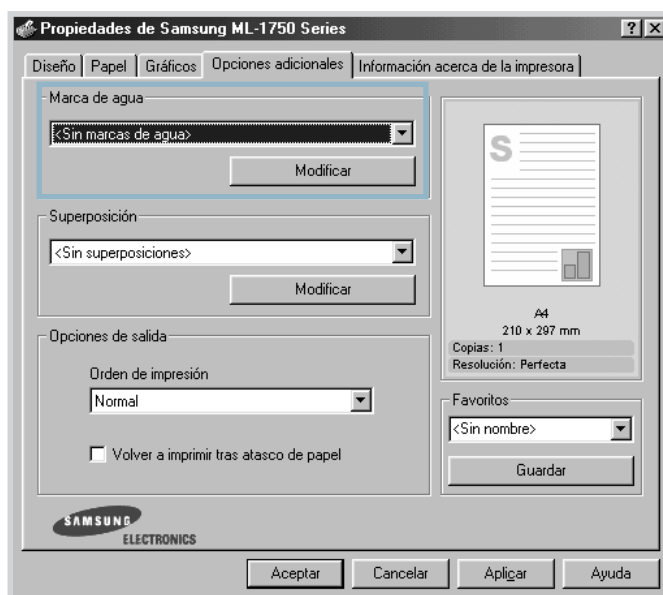 Propiedades de Samsung ML-1750 Series
Diseño Papel Gráficos Opciones adicionales Información acerca de la impresora
Marca de agua
<Sin marcas de agua>
Modificar
Superposición
<Sin superposiciones>
Modificar
Opciones de salida
Orden de impresión
Normal
Volver a imprimir tras atasco de papel
S
A4
210 x 297 mm
Copias: 1
Resolución: Perfecta
Favoritos
<Sin nombre>
Guardar
SAMSUNG
ELECTRONICS
Aceptar Cancelar Aplicar Ayuda